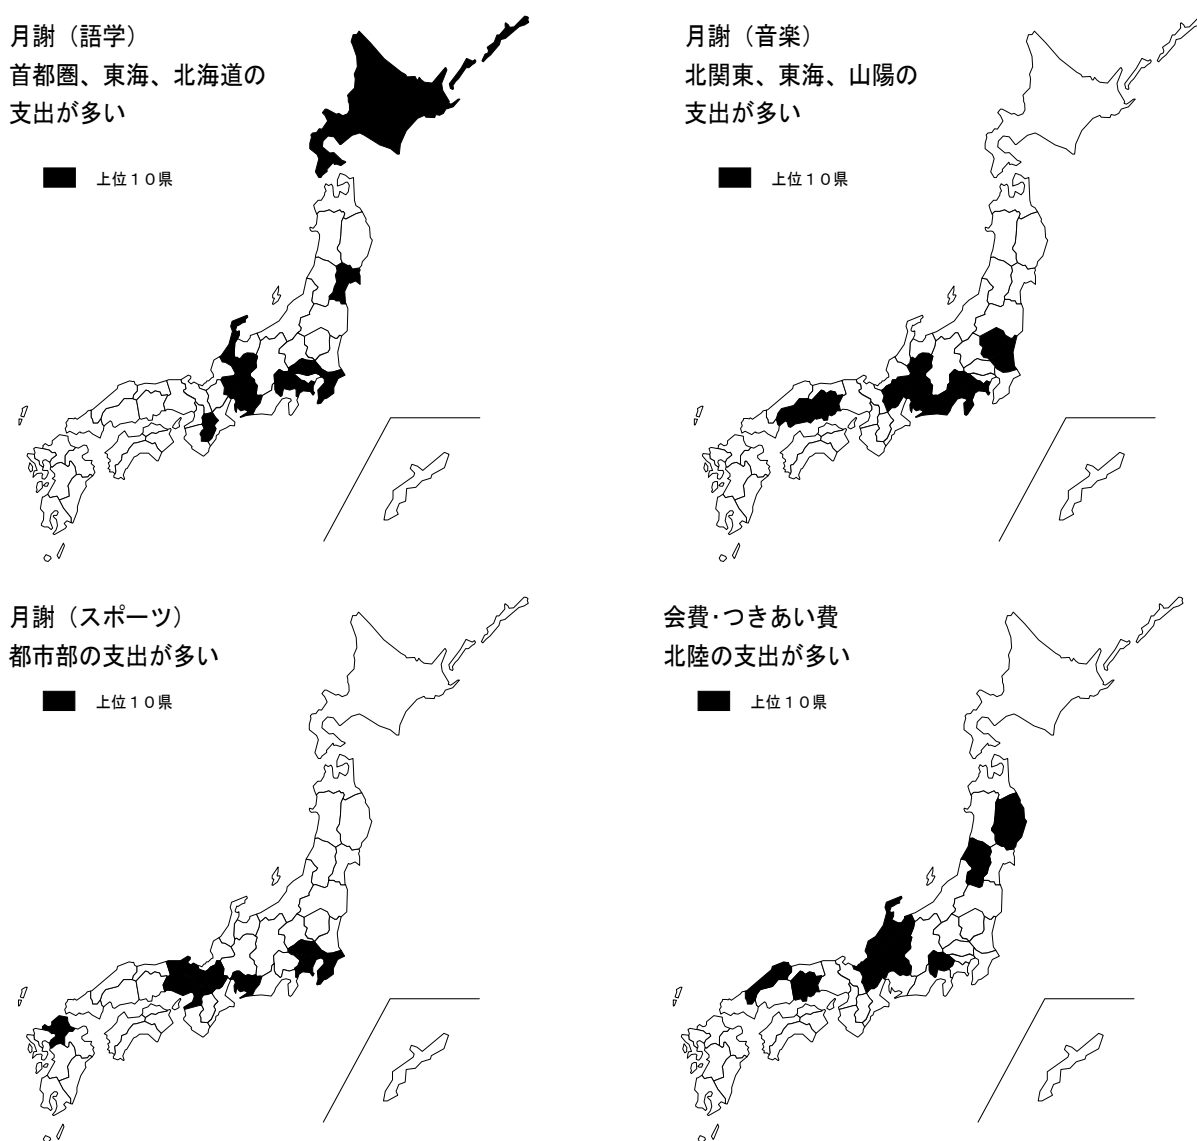 月謝（語学）
首都圏、東海、北海道の
支出が多い
上位１０県
月謝（音楽）
北関東、東海、山陽の
支出が多い
上位１０県
月謝（スポーツ）
都市部の支出が多い
上位１０県
会費･つきあい費
北陸の支出が多い
上位１０県